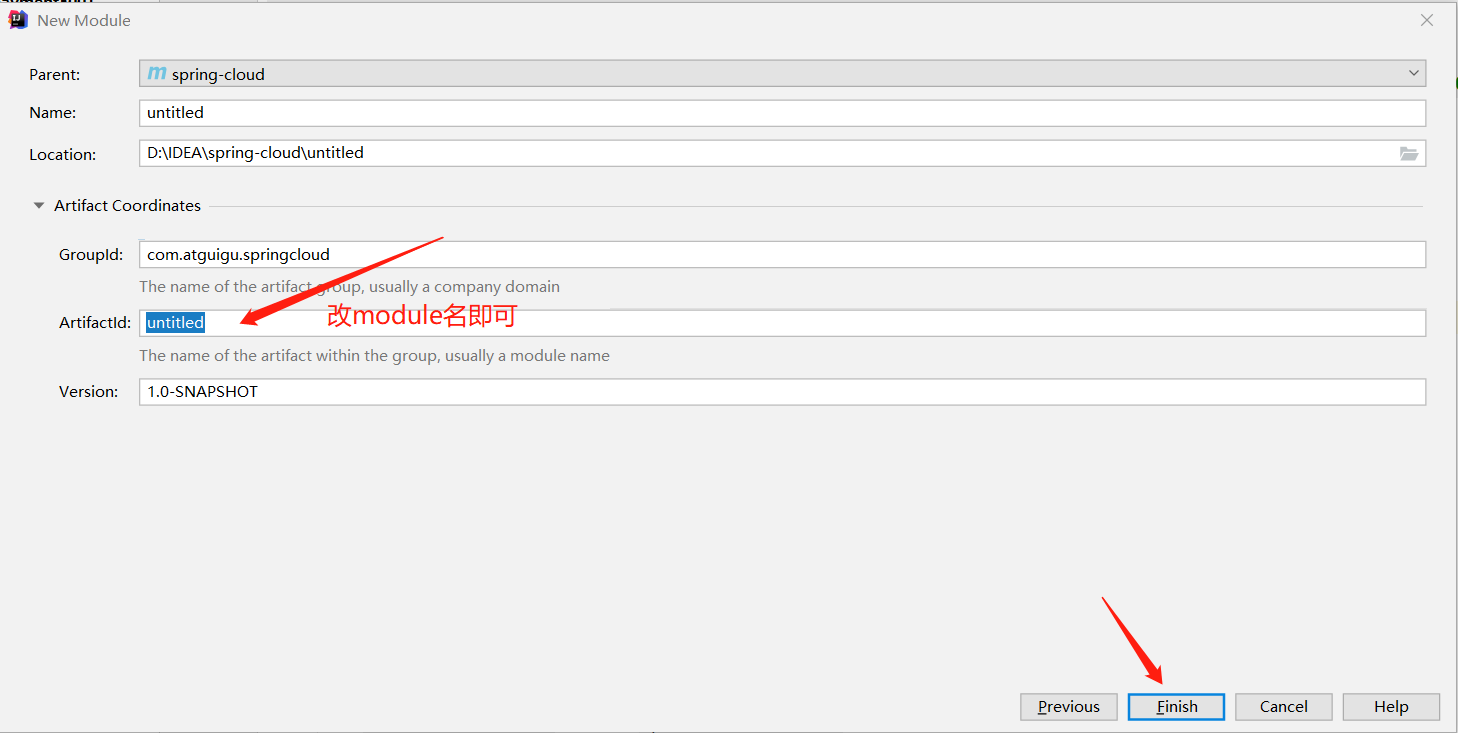 New Module
Parent: m spring-cloud
Name: untitled
Location: D:\IDEA\spring-cloud\untitled
Artifact Coordinates
GroupId: com.atguigu.springcloud
The name of the artifact group, usually a company domain
ArtifactId: untitled 改module名即可
The name of the artifact within the group, usually a module name
Version: 1.0-SNAPSHOT
Previous Finish Cancel Help